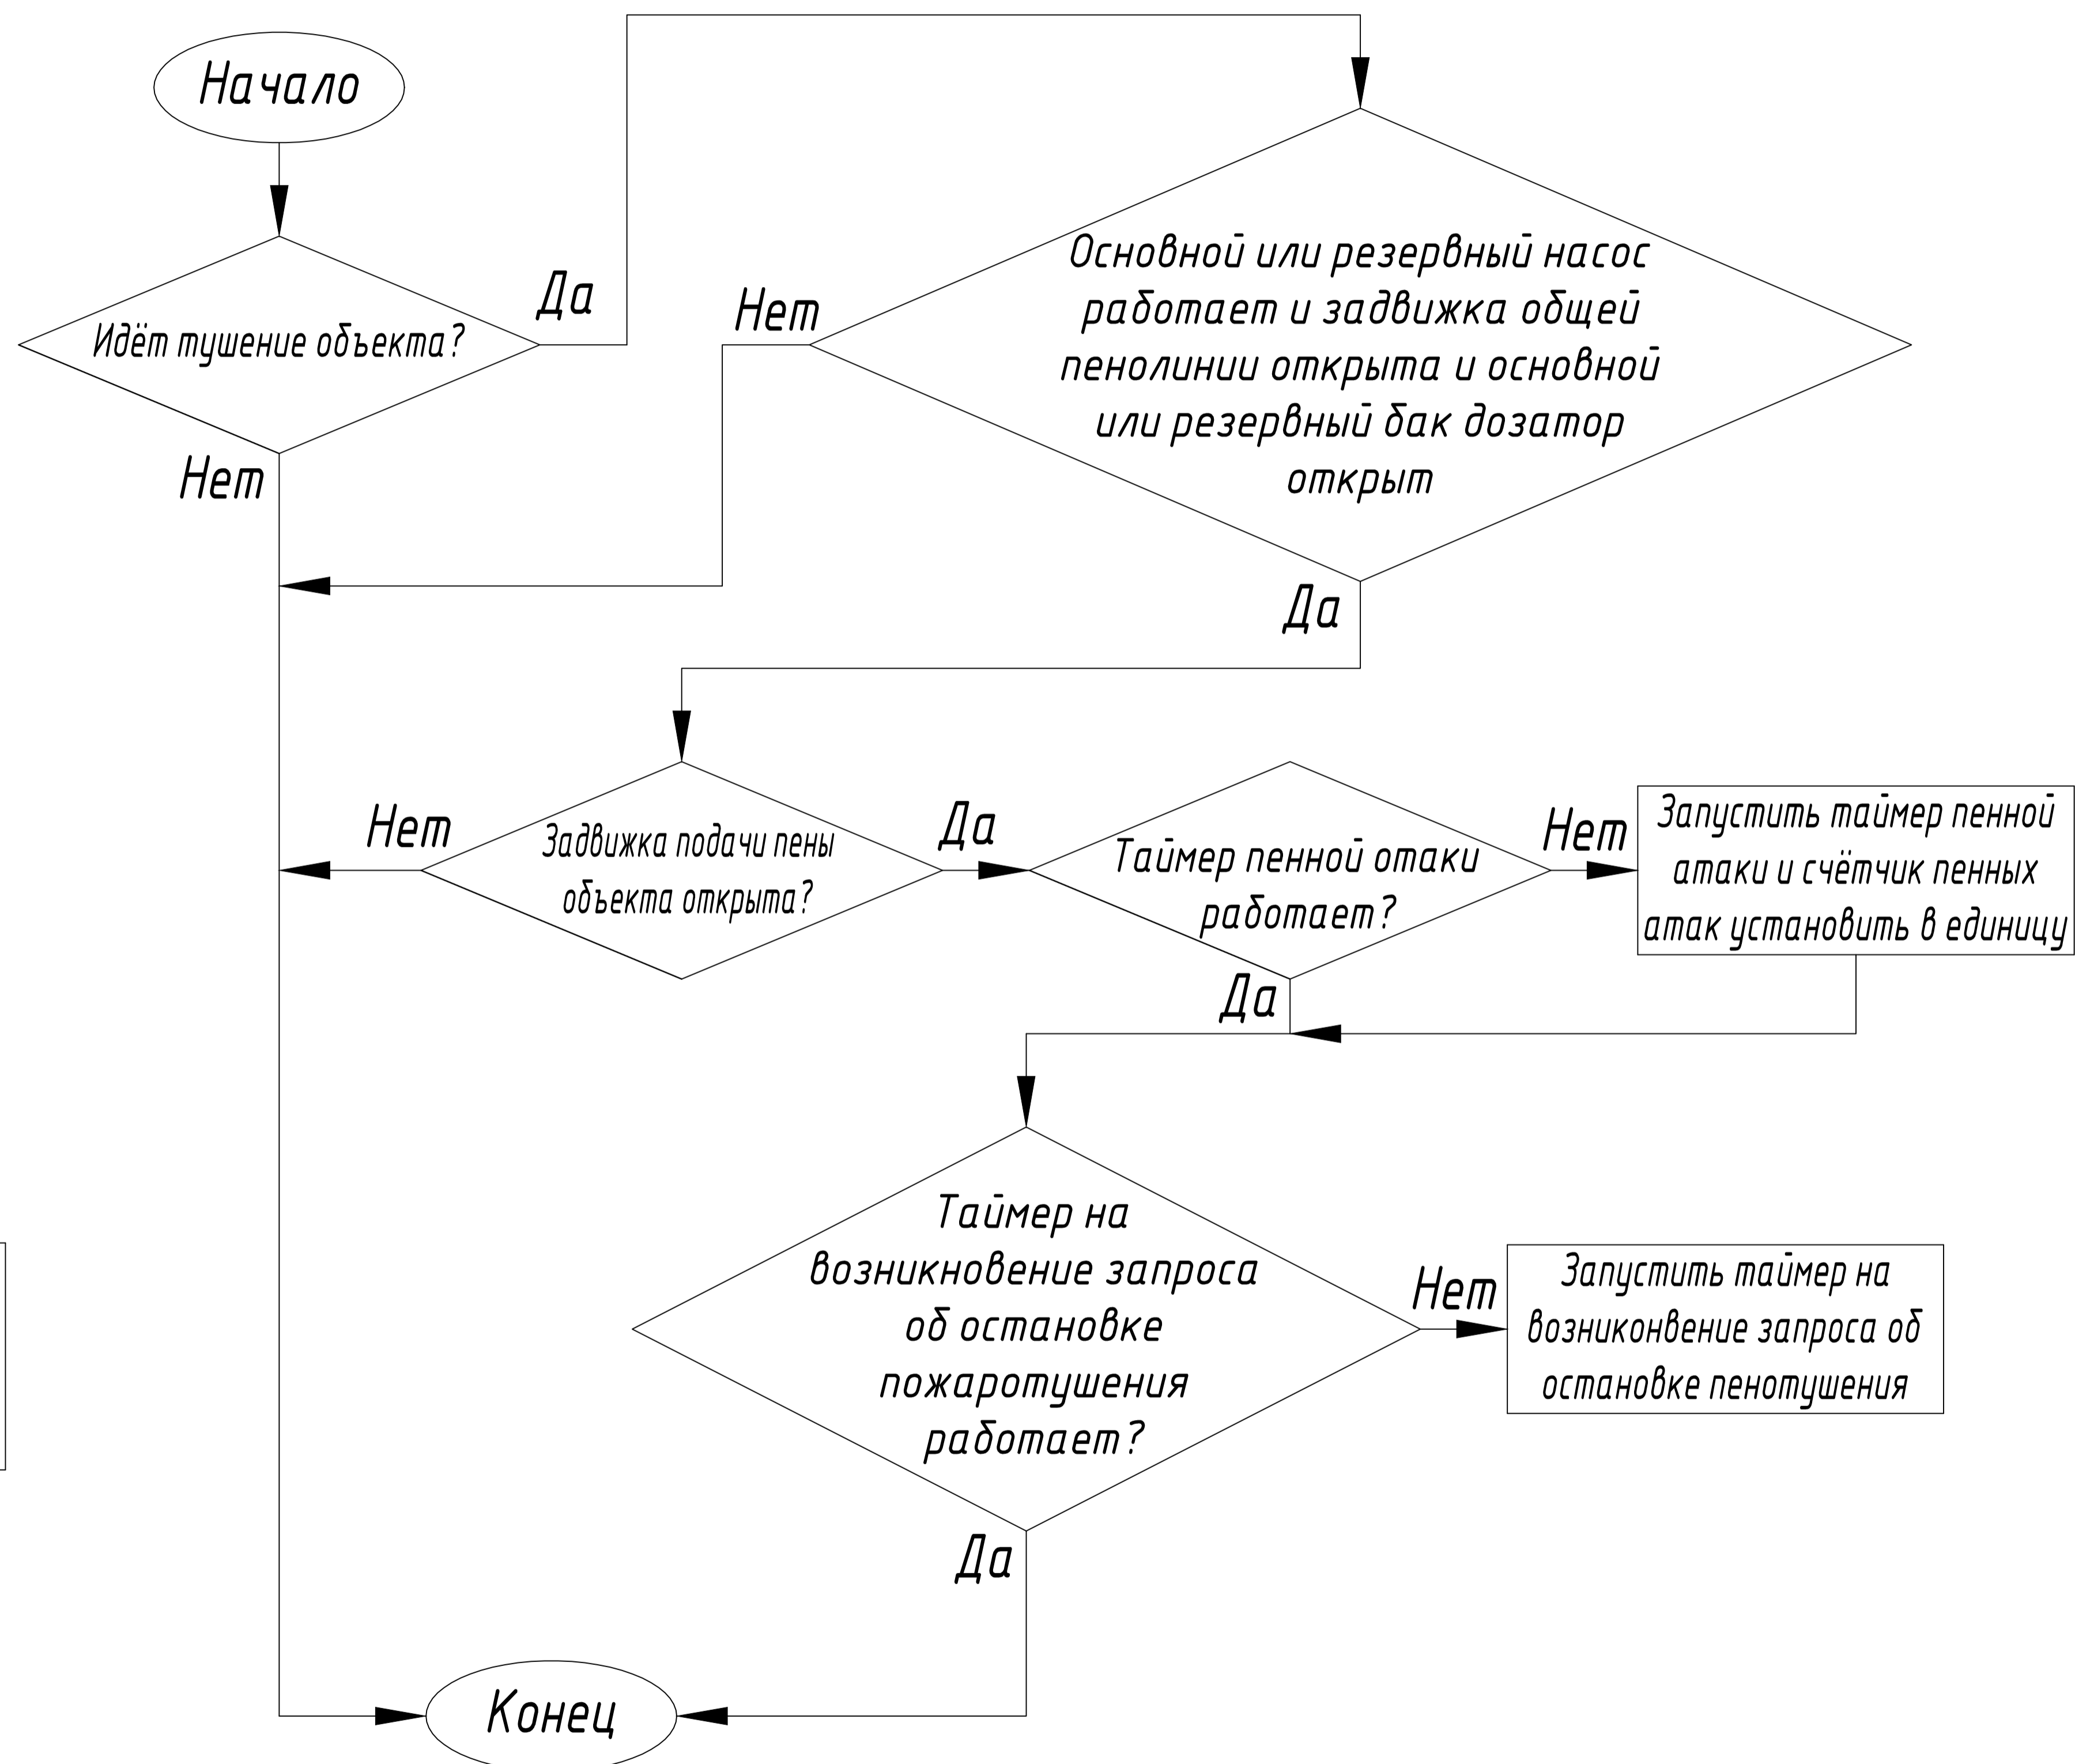 Начало
Идёт тушение объекта?
Да
Нет
Нет
Основной или резервный насос
работает и задвижка общей
пенолинии открыта и основной
или резервный бак дозатор
открыт
Да
Нет
Задвижка подачи пены
объекта открыта?
Да
Таймер пенной отаки
работает?
Нет
Запустить таймер пенной
атаки и счётчик пенных
атак установить в единицу
Да
Таймер на
возникновение запроса
об остановке
пожаротушения
работает?
Нет
Запустить таймер на
возниконвение запроса об
остановке пенотушения
Да
Конец